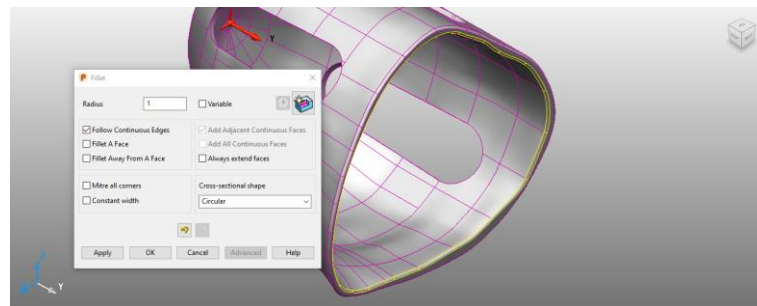 Fillet
Radius 1 Variable
Follow Continuous Edges Add Adjacent Continuous Faces
Fillet A Face Add All Continuous Faces
Fillet Away From A Face Always extend faces
Mitre all corners Cross-sectional shape
Constant width Circular
Apply OK Cancel Advanced Help
Y
Z
Y